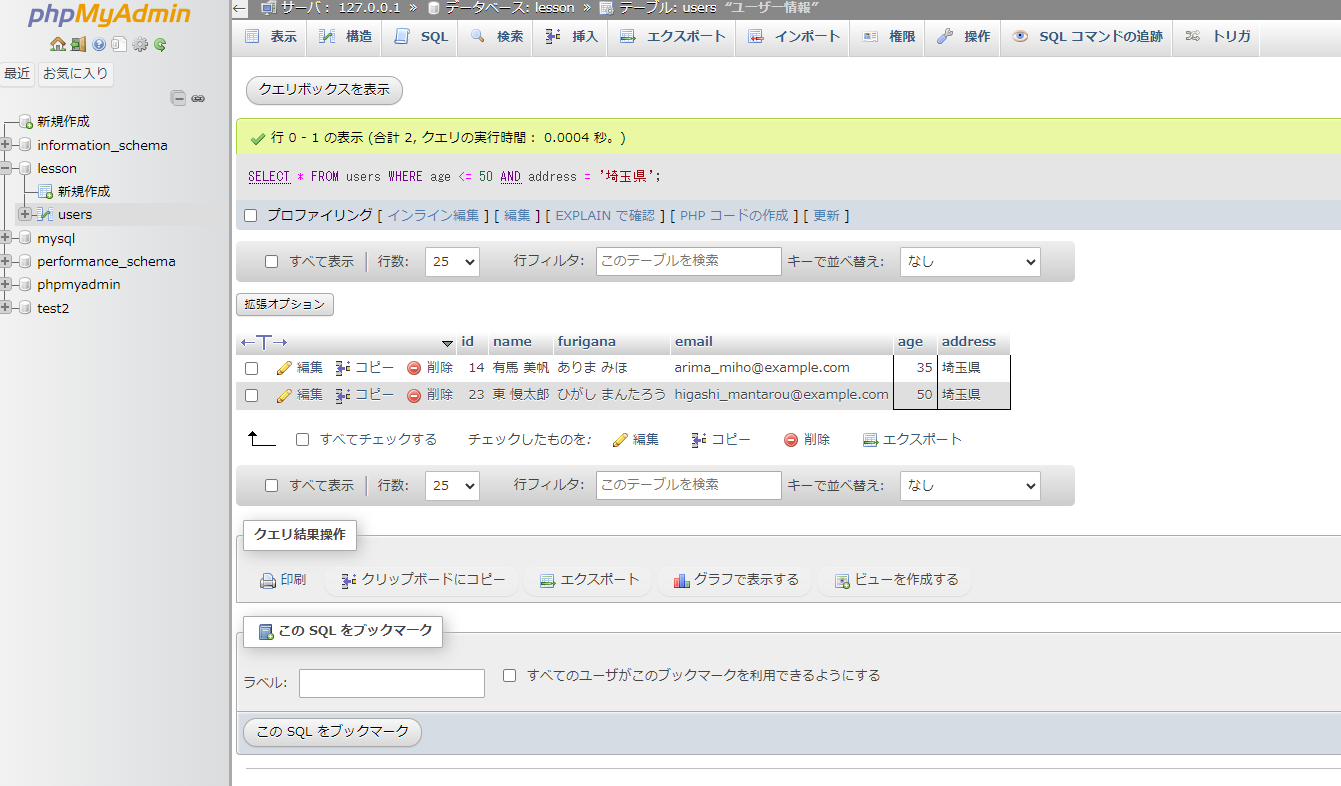 phpMyAdmin
最近 お気に入り
新規作成
information_schema
lesson
新規作成
users
mysql
performance_schema
phpmyadmin
test2
サーバ: 127.0.0.1 » データベース: lesson » テーブル: users “ユーザー情報”
表示 構造 SQL 検索 挿入 エクスポート インポート 権限 操作 SQL コマンドの追跡 トリガ
クエリボックスを表示
行 0 - 1 の表示 (合計 2, クエリの実行時間： 0.0004 秒。)
SELECT * FROM users WHERE age <= 50 AND address = '埼玉県';
プロファイリング [ インライン編集 ] [ 編集 ] [ EXPLAIN で確認 ] [ PHP コードの作成 ] [ 更新 ]
すべて表示 行数: 25 行フィルタ: このテーブルを検索 キーで並べ替え: なし
拡張オプション
←T→ id name furigana email age address
編集 コピー 削除 14 有馬 美帆 ありま みほ arima_miho@example.com 35 埼玉県
編集 コピー 削除 23 東 慢太郎 ひがし まんたろう higashi_mantarou@example.com 50 埼玉県
すべてチェックする チェックしたものを: 編集 コピー 削除 エクスポート
すべて表示 行数: 25 行フィルタ: このテーブルを検索 キーで並べ替え: なし
クエリ結果操作
印刷 クリップボードにコピー エクスポート グラフで表示する ビューを作成する
この SQL をブックマーク
ラベル: すべてのユーザがこのブックマークを利用できるようにする
この SQL をブックマーク